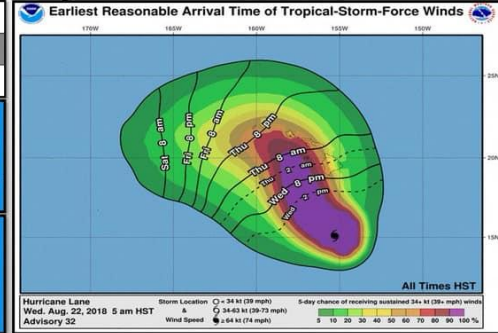 Earliest Reasonable Arrival Time of Tropical-Storm-Force Winds
170W 165W 160W 155W 150W
25N
20N
15N
Sat 8 am
Fri 8 pm
Fri 8 am
Thu 8 pm
Thu 8 am
Thu 2 am
Wed 8 pm
Wed 2 pm
All Times HST
Hurricane Lane
Wed. Aug. 22, 2018 5 am HST
Advisory 32
Storm Location
&
Wind Speed
< 34 kt (39 mph)
34-63 kt (39-73 mph)
≥ 64 kt (74 mph)
5-day chance of receiving sustained 34+ kt (39+ mph) winds
5 10 20 30 40 50 60 70 80 90 100 %